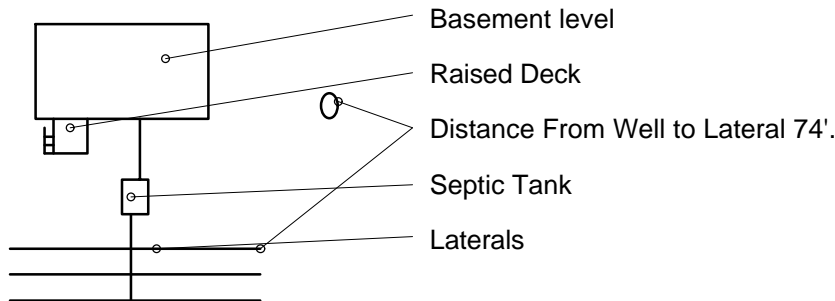 Basement level
Raised Deck
Distance From Well to Lateral 74'.
Septic Tank
Laterals